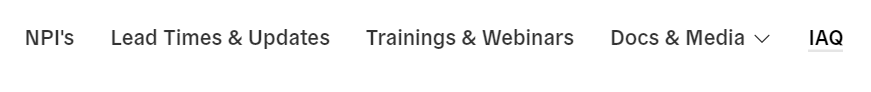 NPI's Lead Times & Updates Trainings & Webinars Docs & Media IAQ